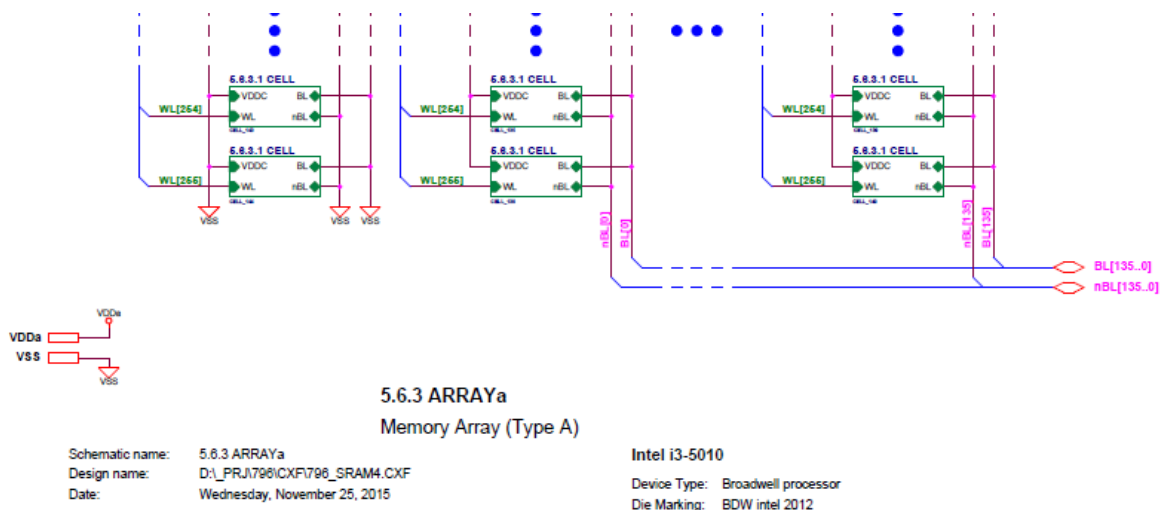 5.6.3.1 CELL 5.6.3.1 CELL 5.6.3.1 CELL
VDDC BL VDDC BL VDDC BL
WL[254] WL nBL WL[254] WL nBL WL[254] WL nBL
5.6.3.1 CELL 5.6.3.1 CELL 5.6.3.1 CELL
VDDC BL VDDC BL VDDC BL
WL[255] WL nBL WL[255] WL nBL WL[255] WL nBL
VSS VSS VSS
nBL[0] BL[0] nBL[135] BL[135]
BL[135..0]
nBL[135..0]
VDDa
VDDa
VSS
VSS
5.6.3 ARRAYa
Memory Array (Type A)
Schematic name: 5.6.3 ARRAYa
Design name: D:\_PRJ\796\CXF\796_SRAM4.CXF
Date: Wednesday, November 25, 2015
Intel i3-5010
Device Type: Broadwell processor
Die Marking: BDW intel 2012